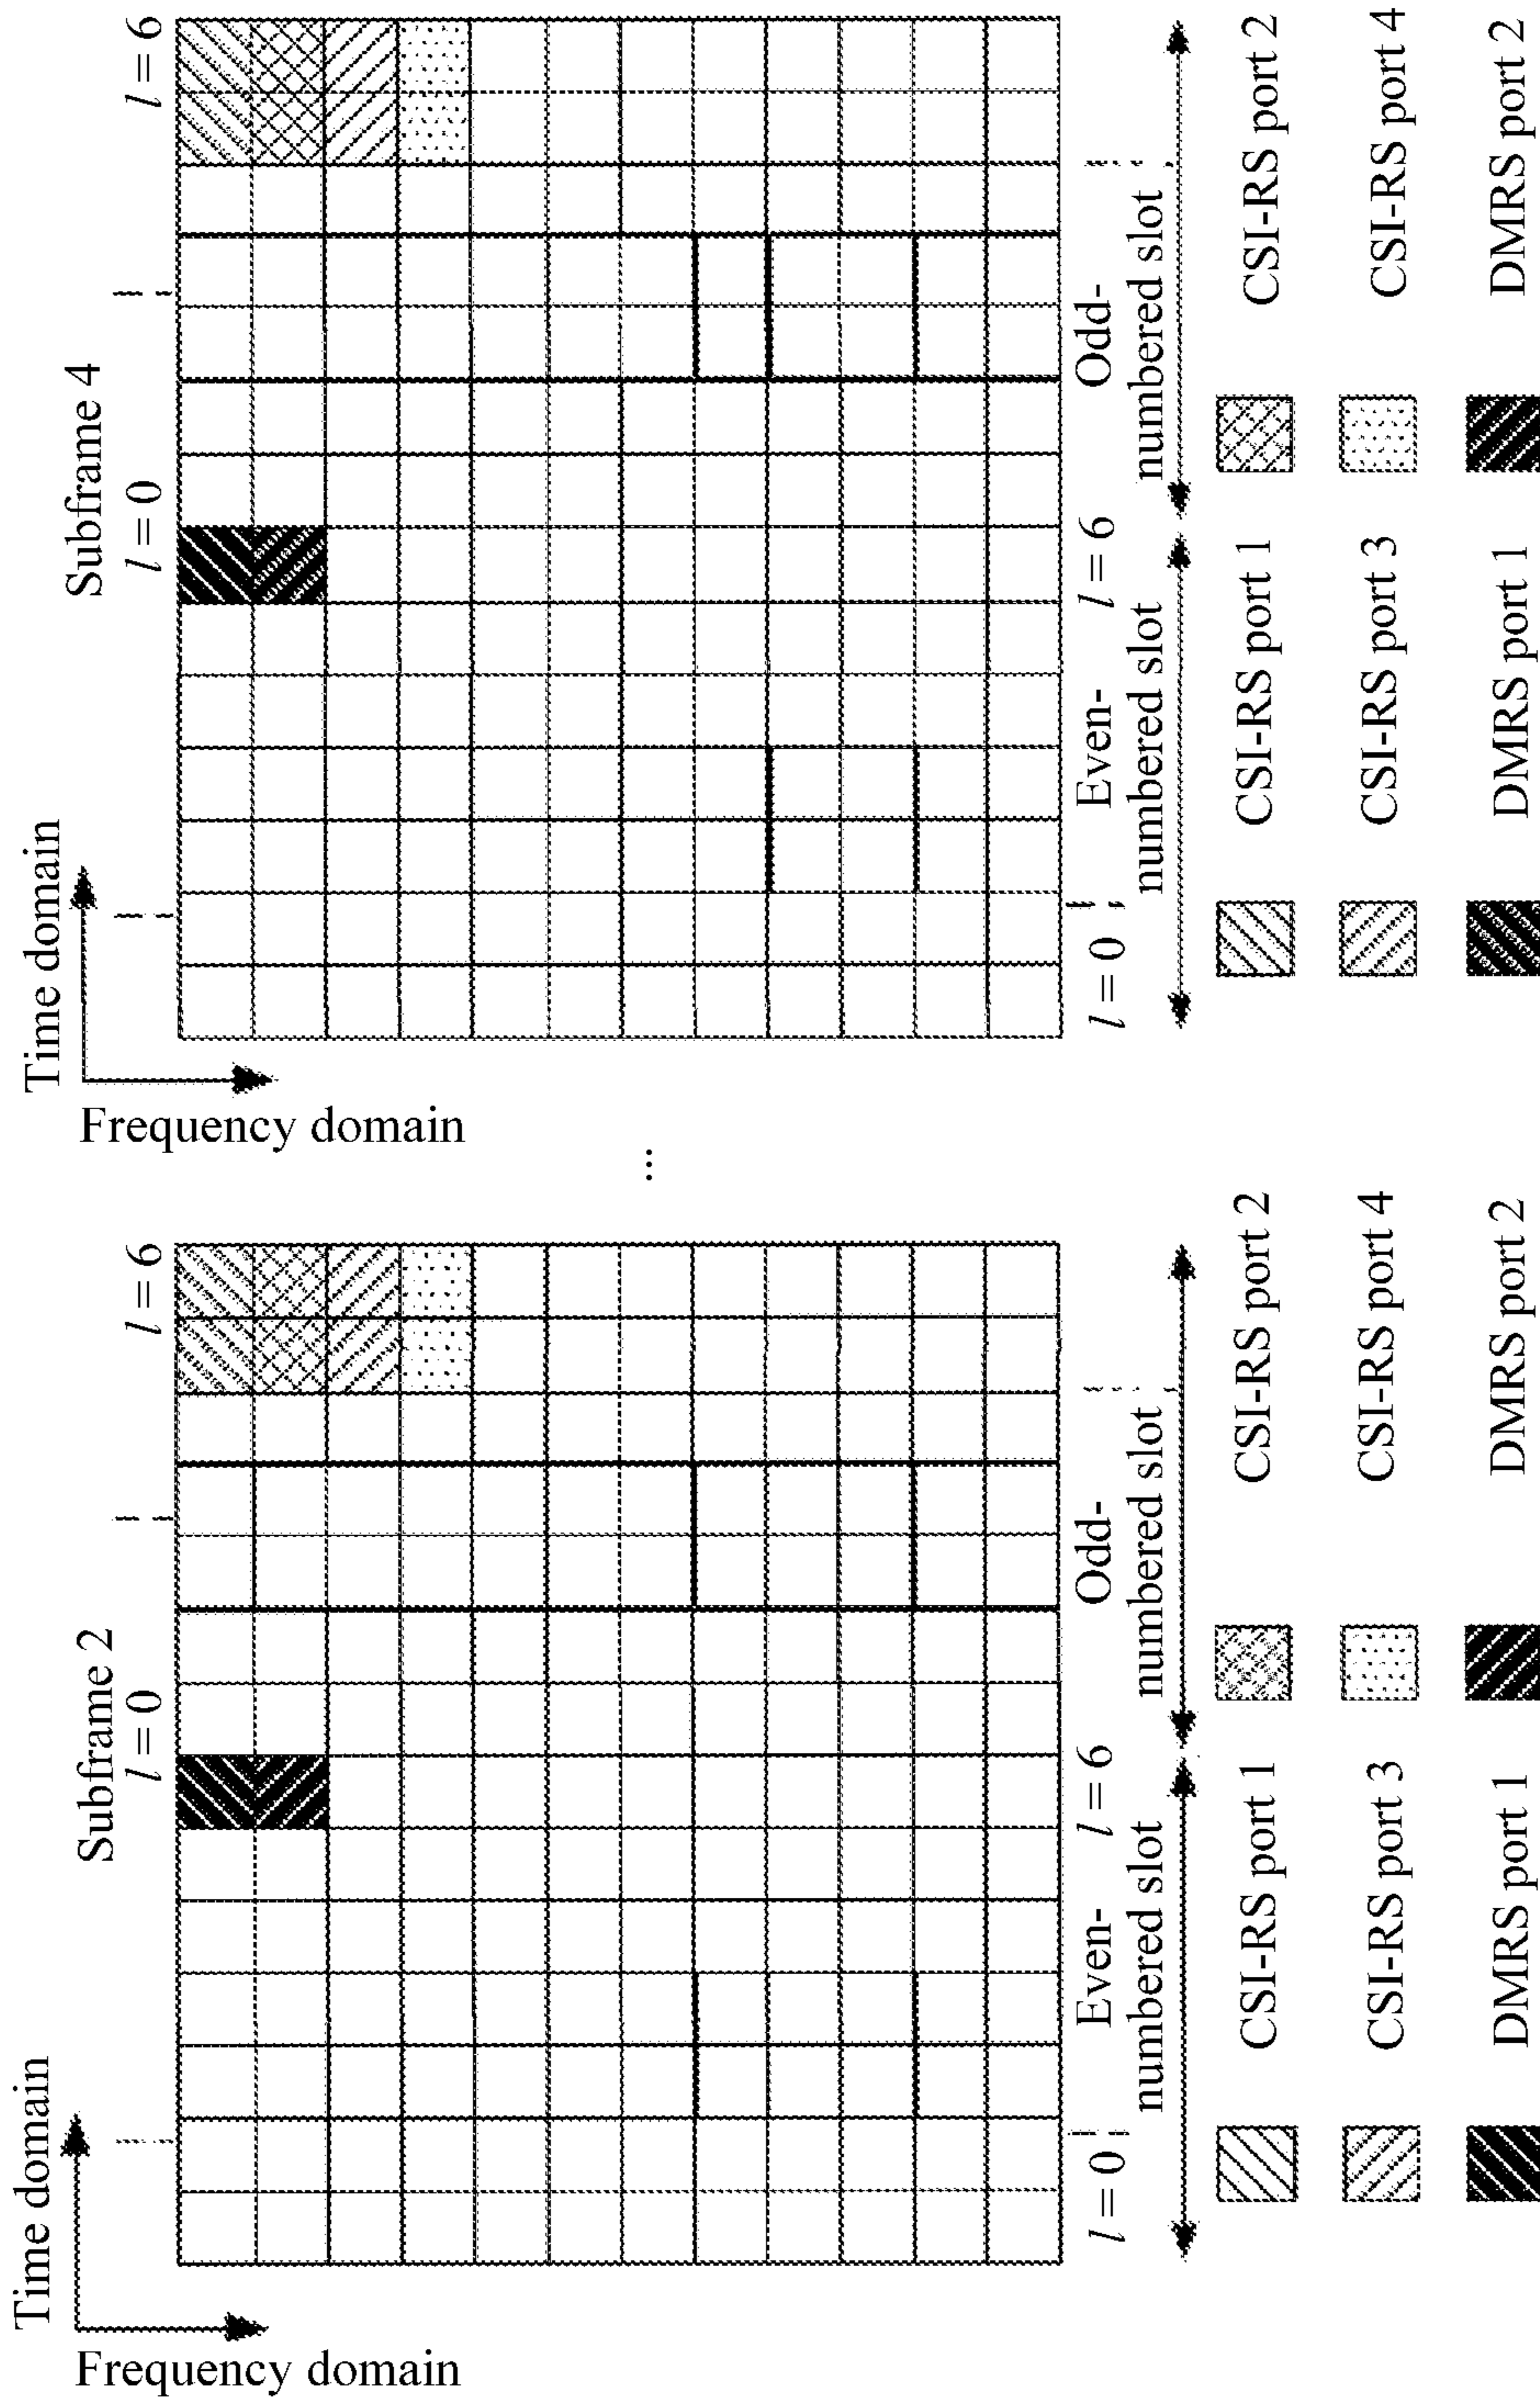 Time domain
Frequency domain
Subframe 2
l = 0
l = 6
l = 0
Even-
numbered slot
l = 6
Odd-
numbered slot
CSI-RS port 1
CSI-RS port 2
CSI-RS port 3
CSI-RS port 4
DMRS port 1
DMRS port 2
...
Time domain
Frequency domain
Subframe 4
l = 0
l = 6
l = 0
Even-
numbered slot
l = 6
Odd-
numbered slot
CSI-RS port 1
CSI-RS port 2
CSI-RS port 3
CSI-RS port 4
DMRS port 1
DMRS port 2